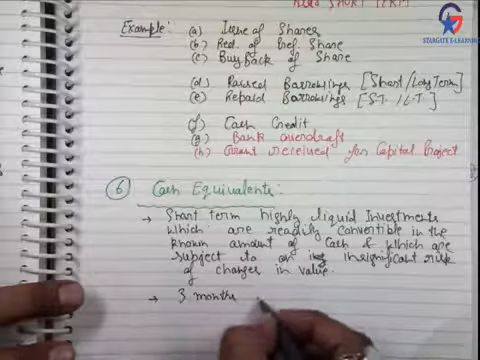 STARGATE E-LEARNING
Example: (a) Issue of Shares
(b) Red. of Pref. Share
(c) Buy Back of Share
(d) Raised Borrowings [Short/Long Term]
(e) Repaid Borrowings [S.T. / L.T.]
(f) Cash Credit
(g) Bank overdraft
(h) Grant received for Capital Project
6 Cash Equivalents:
→ Short term highly liquid Investments
which are readily convertible in the
known amount of Cash & which are
subject to an insignificant risk
of changes in value.
→ 3 months